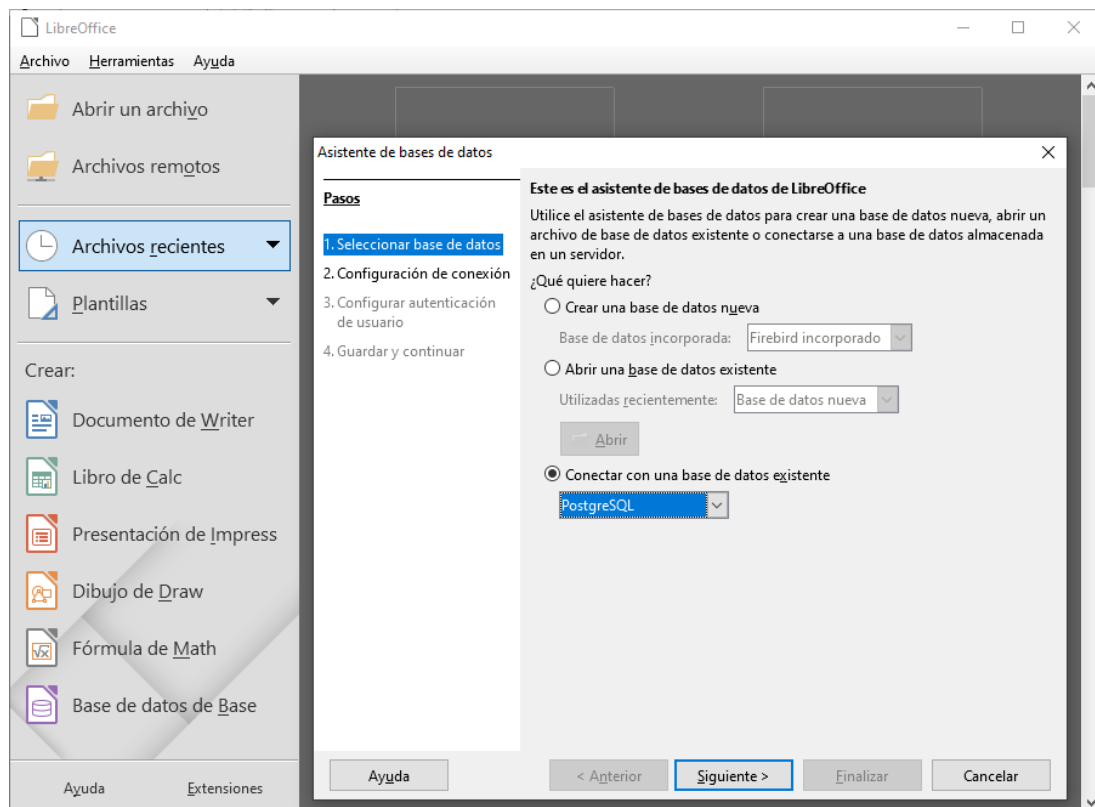 LibreOffice
Archivo Herramientas Ayuda
Abrir un archivo
Archivos remotos
Archivos recientes
Plantillas
Crear:
Documento de Writer
Libro de Calc
Presentación de Impress
Dibujo de Draw
Fórmula de Math
Base de datos de Base
Ayuda Extensiones
Asistente de bases de datos
Pasos
1. Seleccionar base de datos
2. Configuración de conexión
3. Configurar autenticación
de usuario
4. Guardar y continuar
Este es el asistente de bases de datos de LibreOffice
Utilice el asistente de bases de datos para crear una base de datos nueva, abrir un
archivo de base de datos existente o conectarse a una base de datos almacenada
en un servidor.
¿Qué quiere hacer?
Crear una base de datos nueva
Base de datos incorporada: Firebird incorporado
Abrir una base de datos existente
Utilizadas recientemente: Base de datos nueva
Abrir
Conectar con una base de datos existente
PostgreSQL
Ayuda < Anterior Siguiente > Finalizar Cancelar